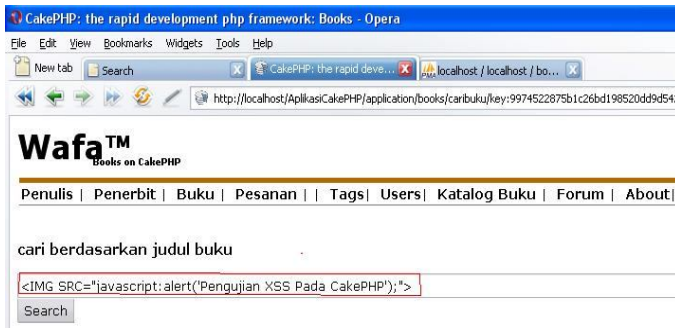 CakePHP: the rapid development php framework: Books - Opera
File Edit View Bookmarks Widgets Tools Help
New tab Search CakePHP: the rapid deve... localhost / localhost / bo...
http://localhost/AplikasiCakePHP/application/books/caribuku/key:9974522875b1c26bd198520dd9d54
Wafa™
Books on CakePHP
Penulis | Penerbit | Buku | Pesanan | | Tags| Users| Katalog Buku | Forum | About|
cari berdasarkan judul buku
<IMG SRC="javascript:alert('Pengujian XSS Pada CakePHP');">
Search